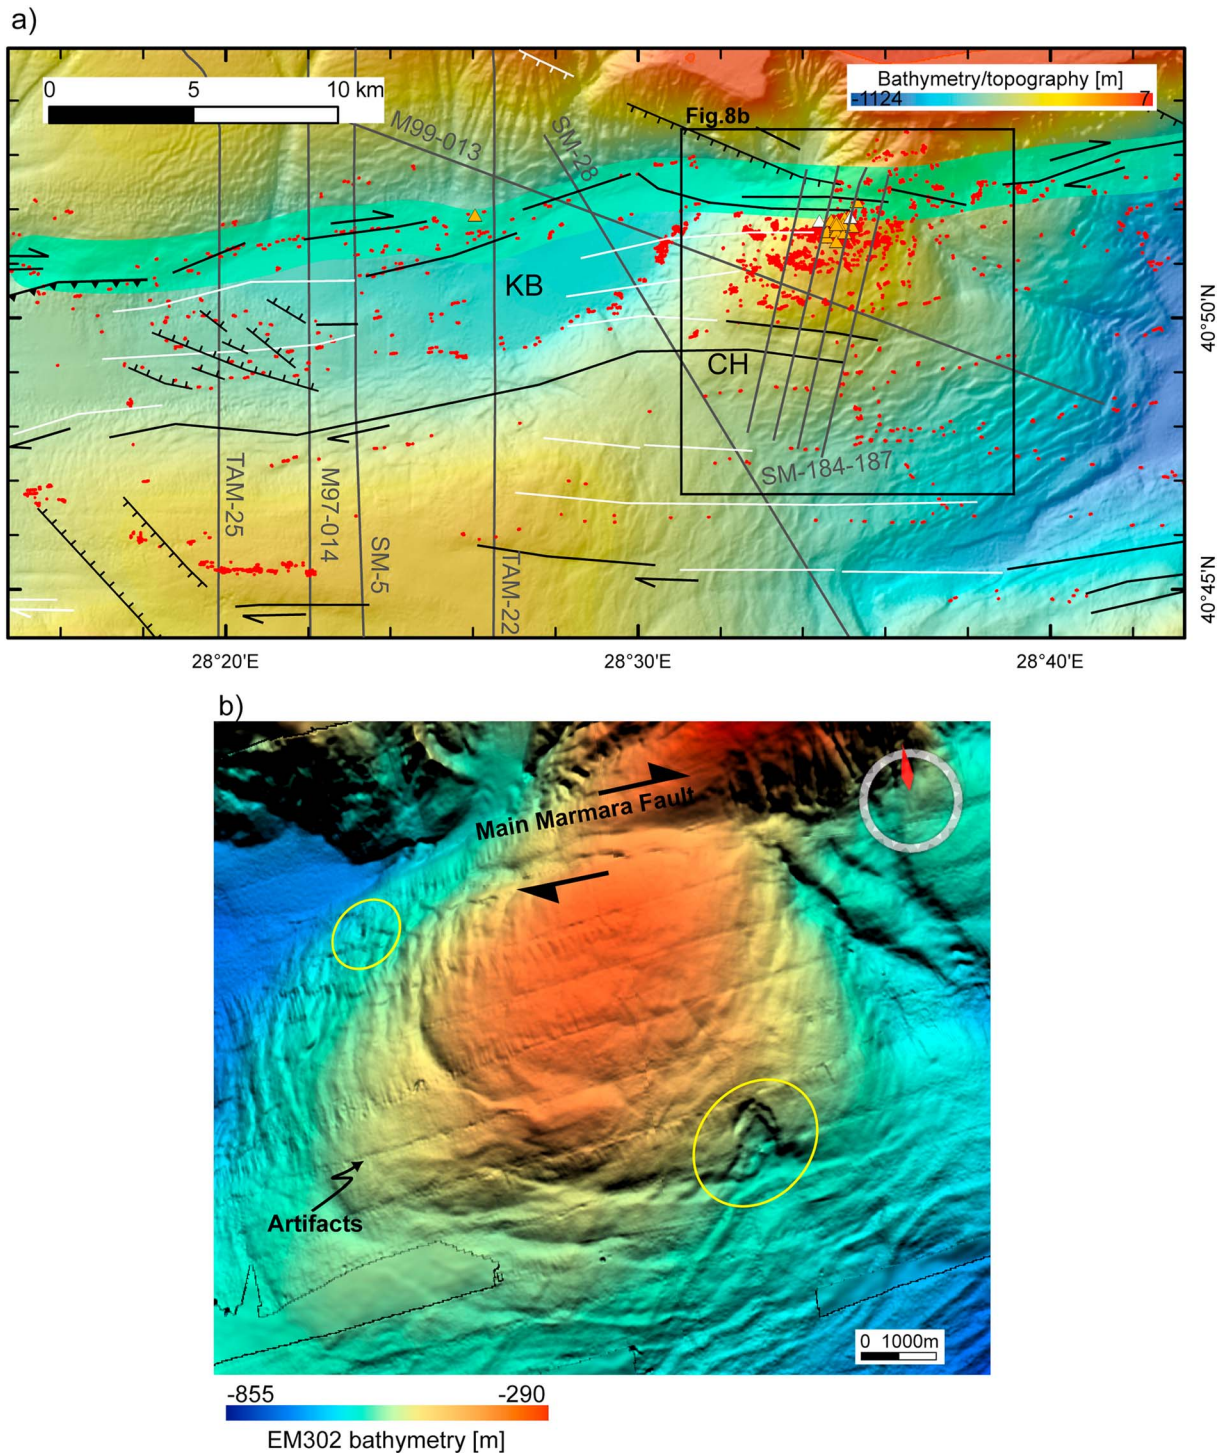 a)
0 5 10 km
Bathymetry/topography [m]
-1124 7
Fig.8b
M99-013
SM-28
KB
CH
40°50'N
SM-184-187
TAM-25
M97-014
SM-5
TAM-22
40°45'N
28°20'E 28°30'E 28°40'E
b)
Main Marmara Fault
Artifacts
0 1000m
-855 -290
EM302 bathymetry [m]